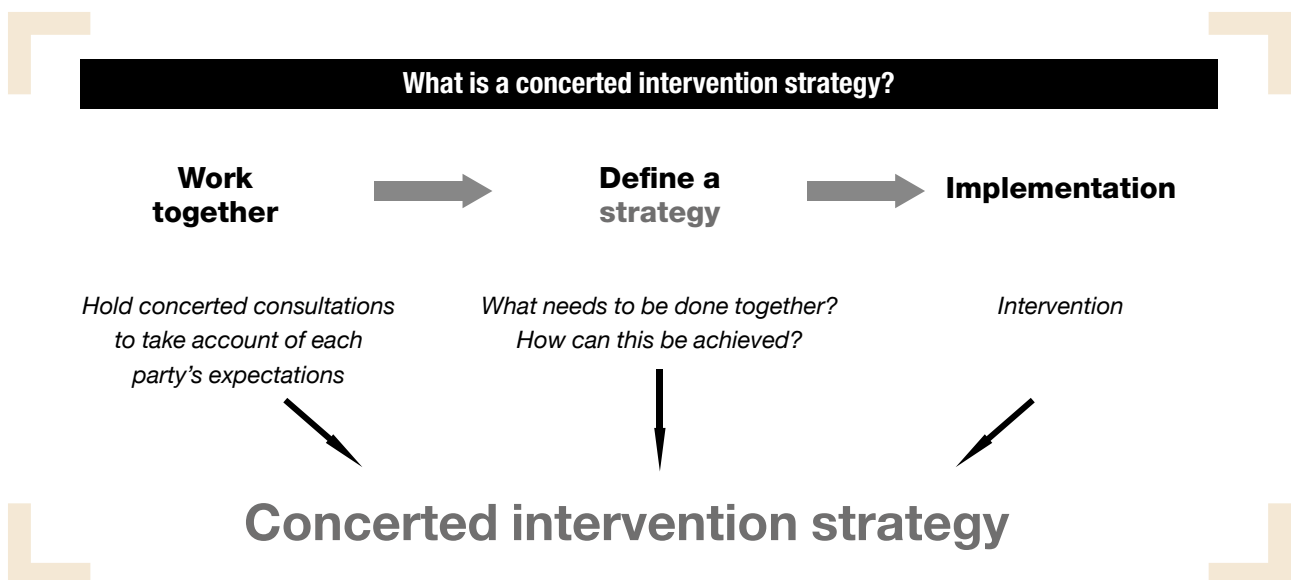 What is a concerted intervention strategy?
Work
together
Define a
strategy
Implementation
Hold concerted consultations
to take account of each
party’s expectations
What needs to be done together?
How can this be achieved?
Intervention
Concerted intervention strategy